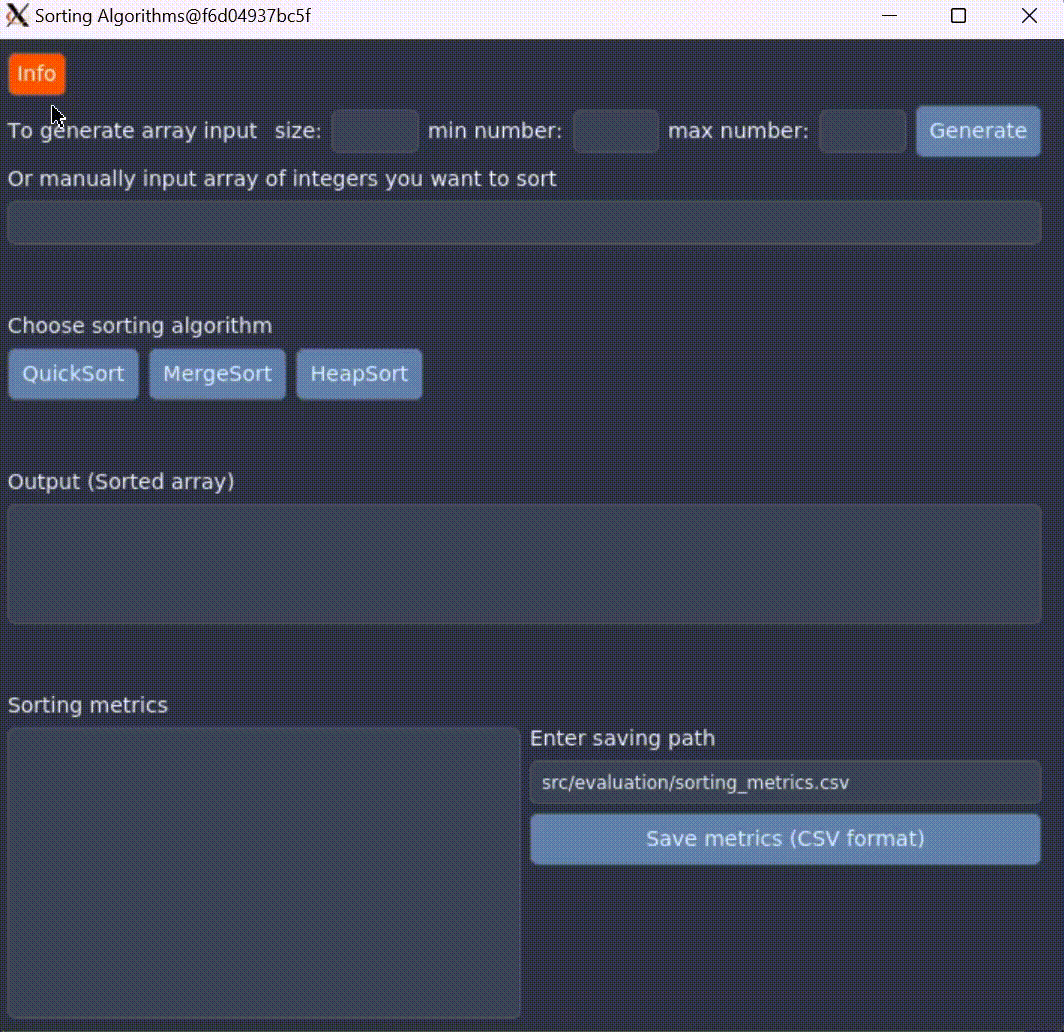 Sorting Algorithms@f6d04937bc5f
Info
To generate array input size: min number: max number: Generate
Or manually input array of integers you want to sort
Choose sorting algorithm
QuickSort MergeSort HeapSort
Output (Sorted array)
Sorting metrics
Enter saving path
src/evaluation/sorting_metrics.csv
Save metrics (CSV format)